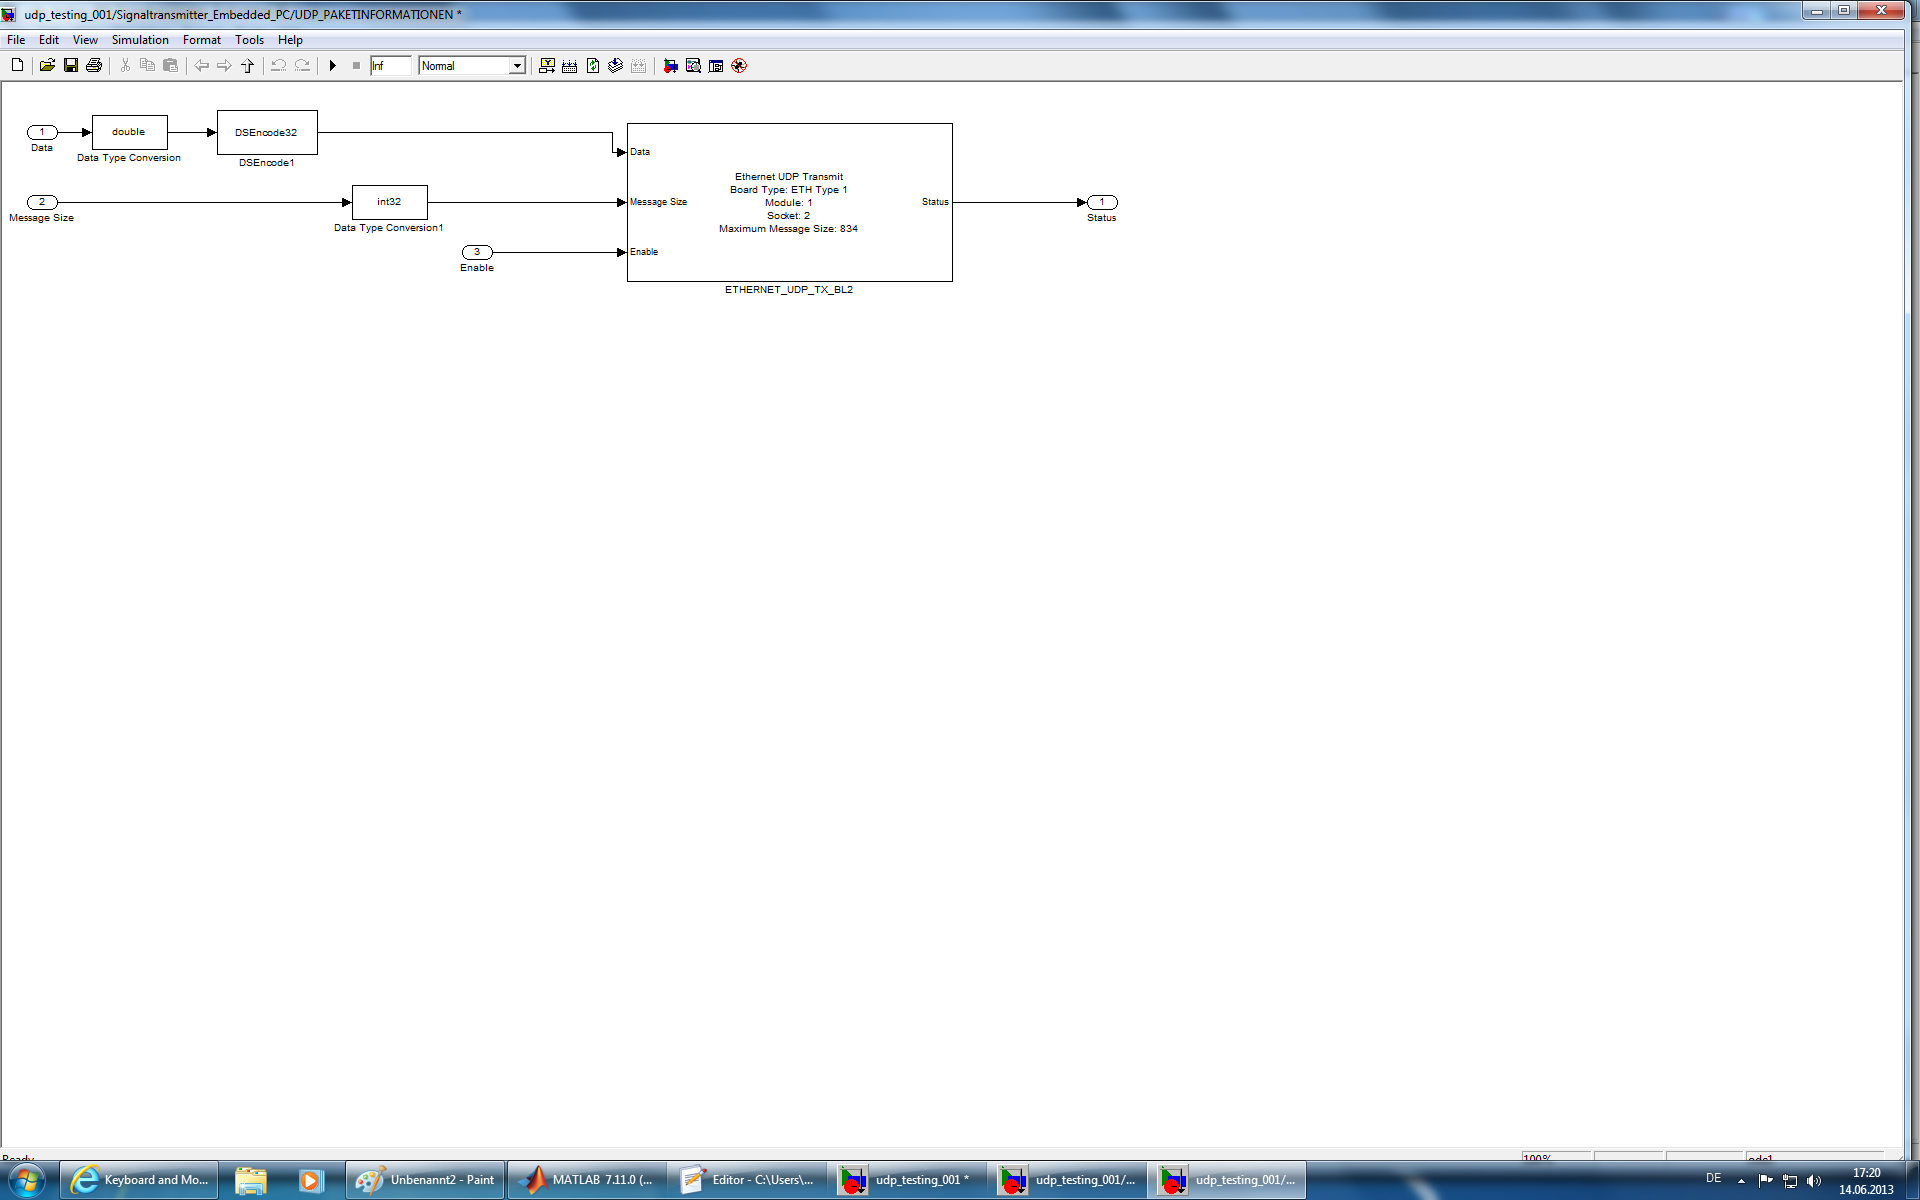 udp_testing_001/Signaltransmitter_Embedded_PC/UDP_PAKETINFORMATIONEN *
File Edit View Simulation Format Tools Help
Inf Normal
1
Data
double
Data Type Conversion
DSEncode32
DSEncode1
2
Message Size
int32
Data Type Conversion1
3
Enable
Data
Message Size
Enable
Ethernet UDP Transmit
Board Type: ETH Type 1
Module: 1
Socket: 2
Maximum Message Size: 834
Status
ETHERNET_UDP_TX_BL2
1
Status
Ready
100%
ode1
Keyboard and Mo...
Unbenannt2 - Paint
MATLAB 7.11.0 (...
Editor - C:\Users\...
udp_testing_001 *
udp_testing_001/...
udp_testing_001/...
DE
17:20
14.06.2013